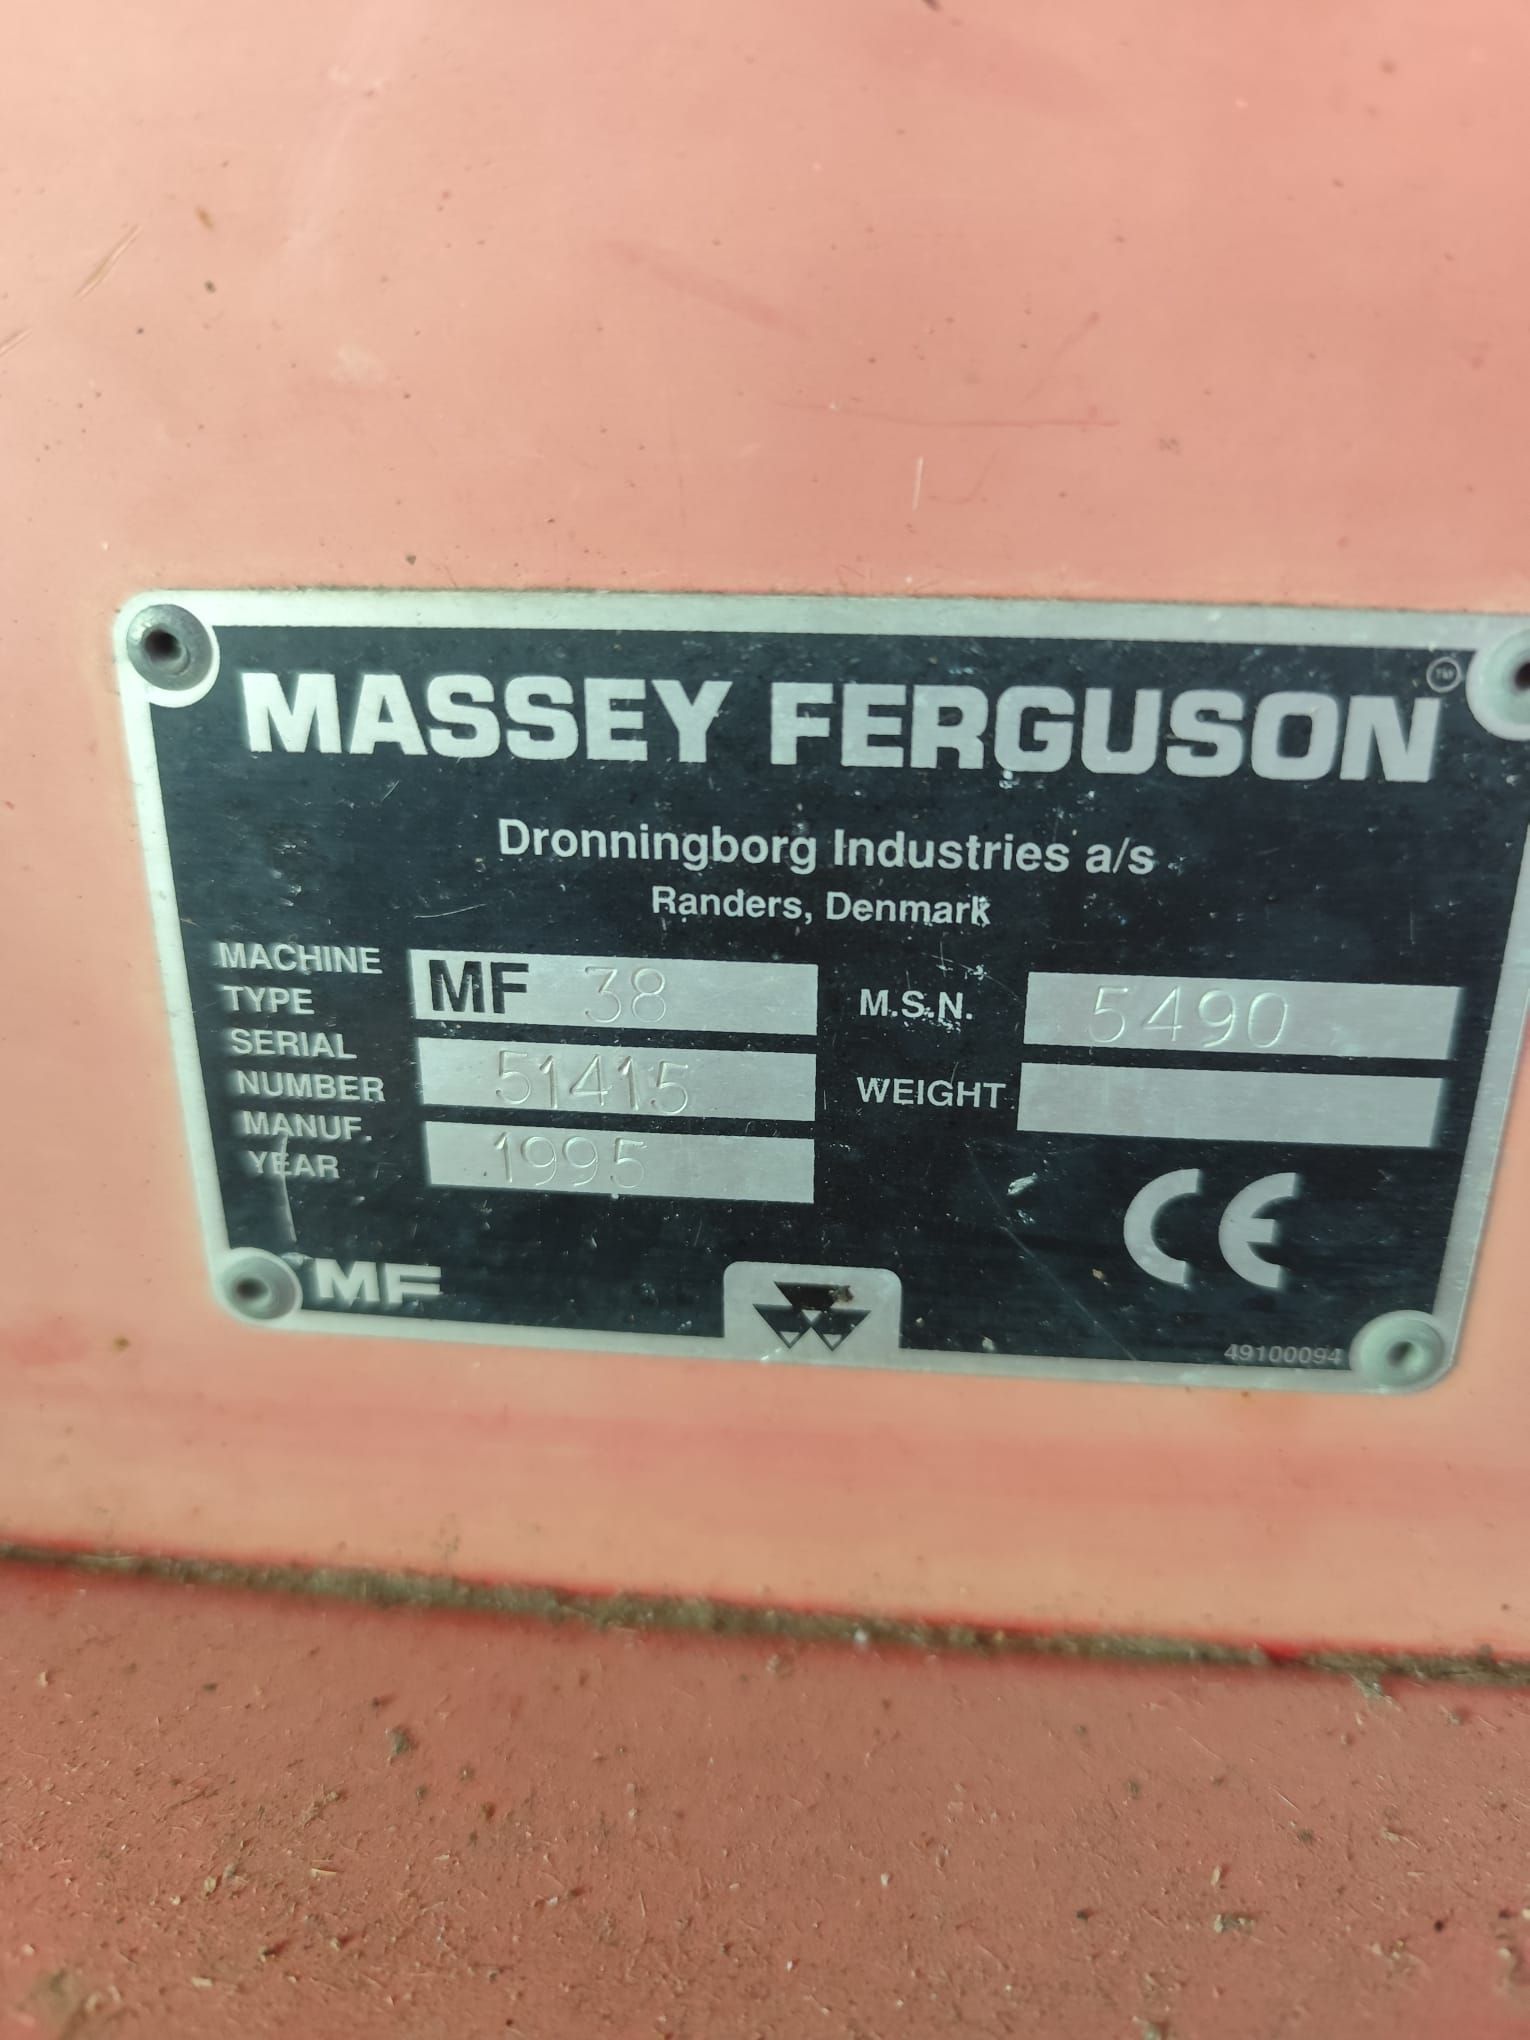 TM
MASSEY FERGUSON
Dronningborg Industries a/s
Randers, Denmark
MACHINE
TYPE
MF 38
M.S.N. 5490
SERIAL
NUMBER
51415
WEIGHT
MANUF.
YEAR
1995
CE
MF
49100094